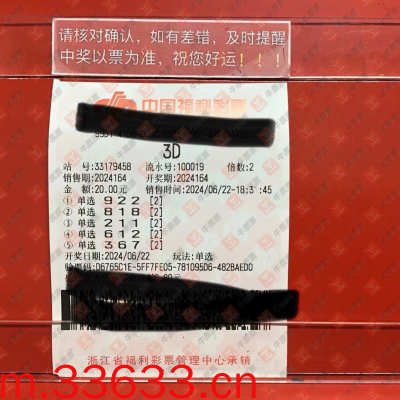 请核对确认,如有差错,及时提醒
中奖以票为准,祝您好运!!!
中国福利彩票
3D
站 号:33179458 流水号:100019 倍数:2
销售期:2024164 开奖期:2024164
金 额:20.00元 销售时间:2024/06/22-18:3 :45
① 单选 9 2 2 [2]
② 单选 8 1 8 [2]
③ 单选 2 1 1 [2]
④ 单选 6 1 2 [2]
⑤ 单选 3 6 7 [2]
开奖日期:2024/06/22 玩法:单选
验票码:D6765C1E-5FF7FE05-781095D6-482BAED0
浙江省福利彩票管理中心承销
m.33633.cn